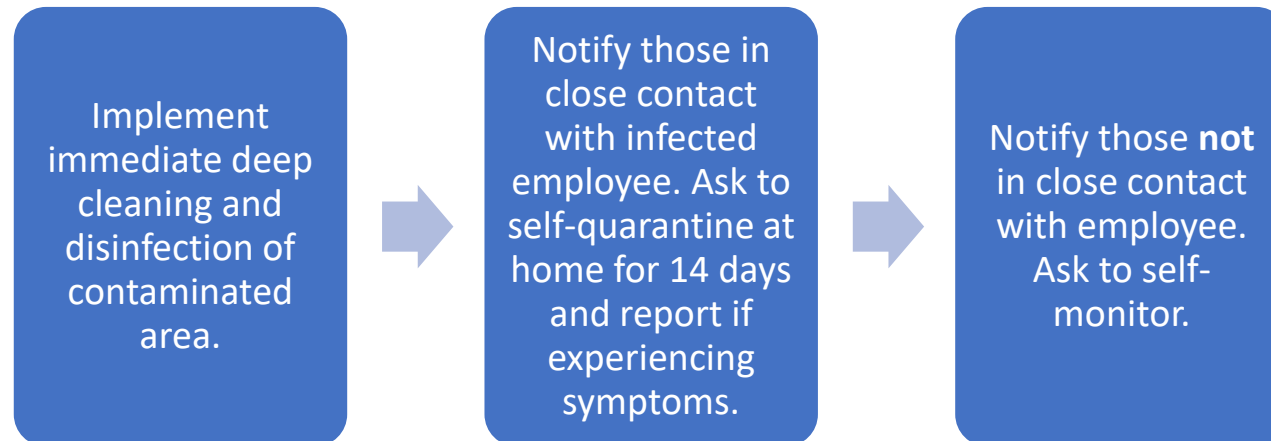 Implement
immediate deep
cleaning and
disinfection of
contaminated
area.
Notify those in
close contact
with infected
employee. Ask to
self-quarantine at
home for 14 days
and report if
experiencing
symptoms.
Notify those not
in close contact
with employee.
Ask to self-
monitor.